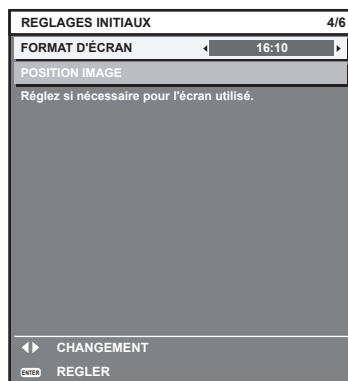 REGLAGES INITIAUX 4/6
FORMAT D'ÉCRAN 16:10
POSITION IMAGE
Réglez si nécessaire pour l'écran utilisé.
CHANGEMENT
ENTER REGLER